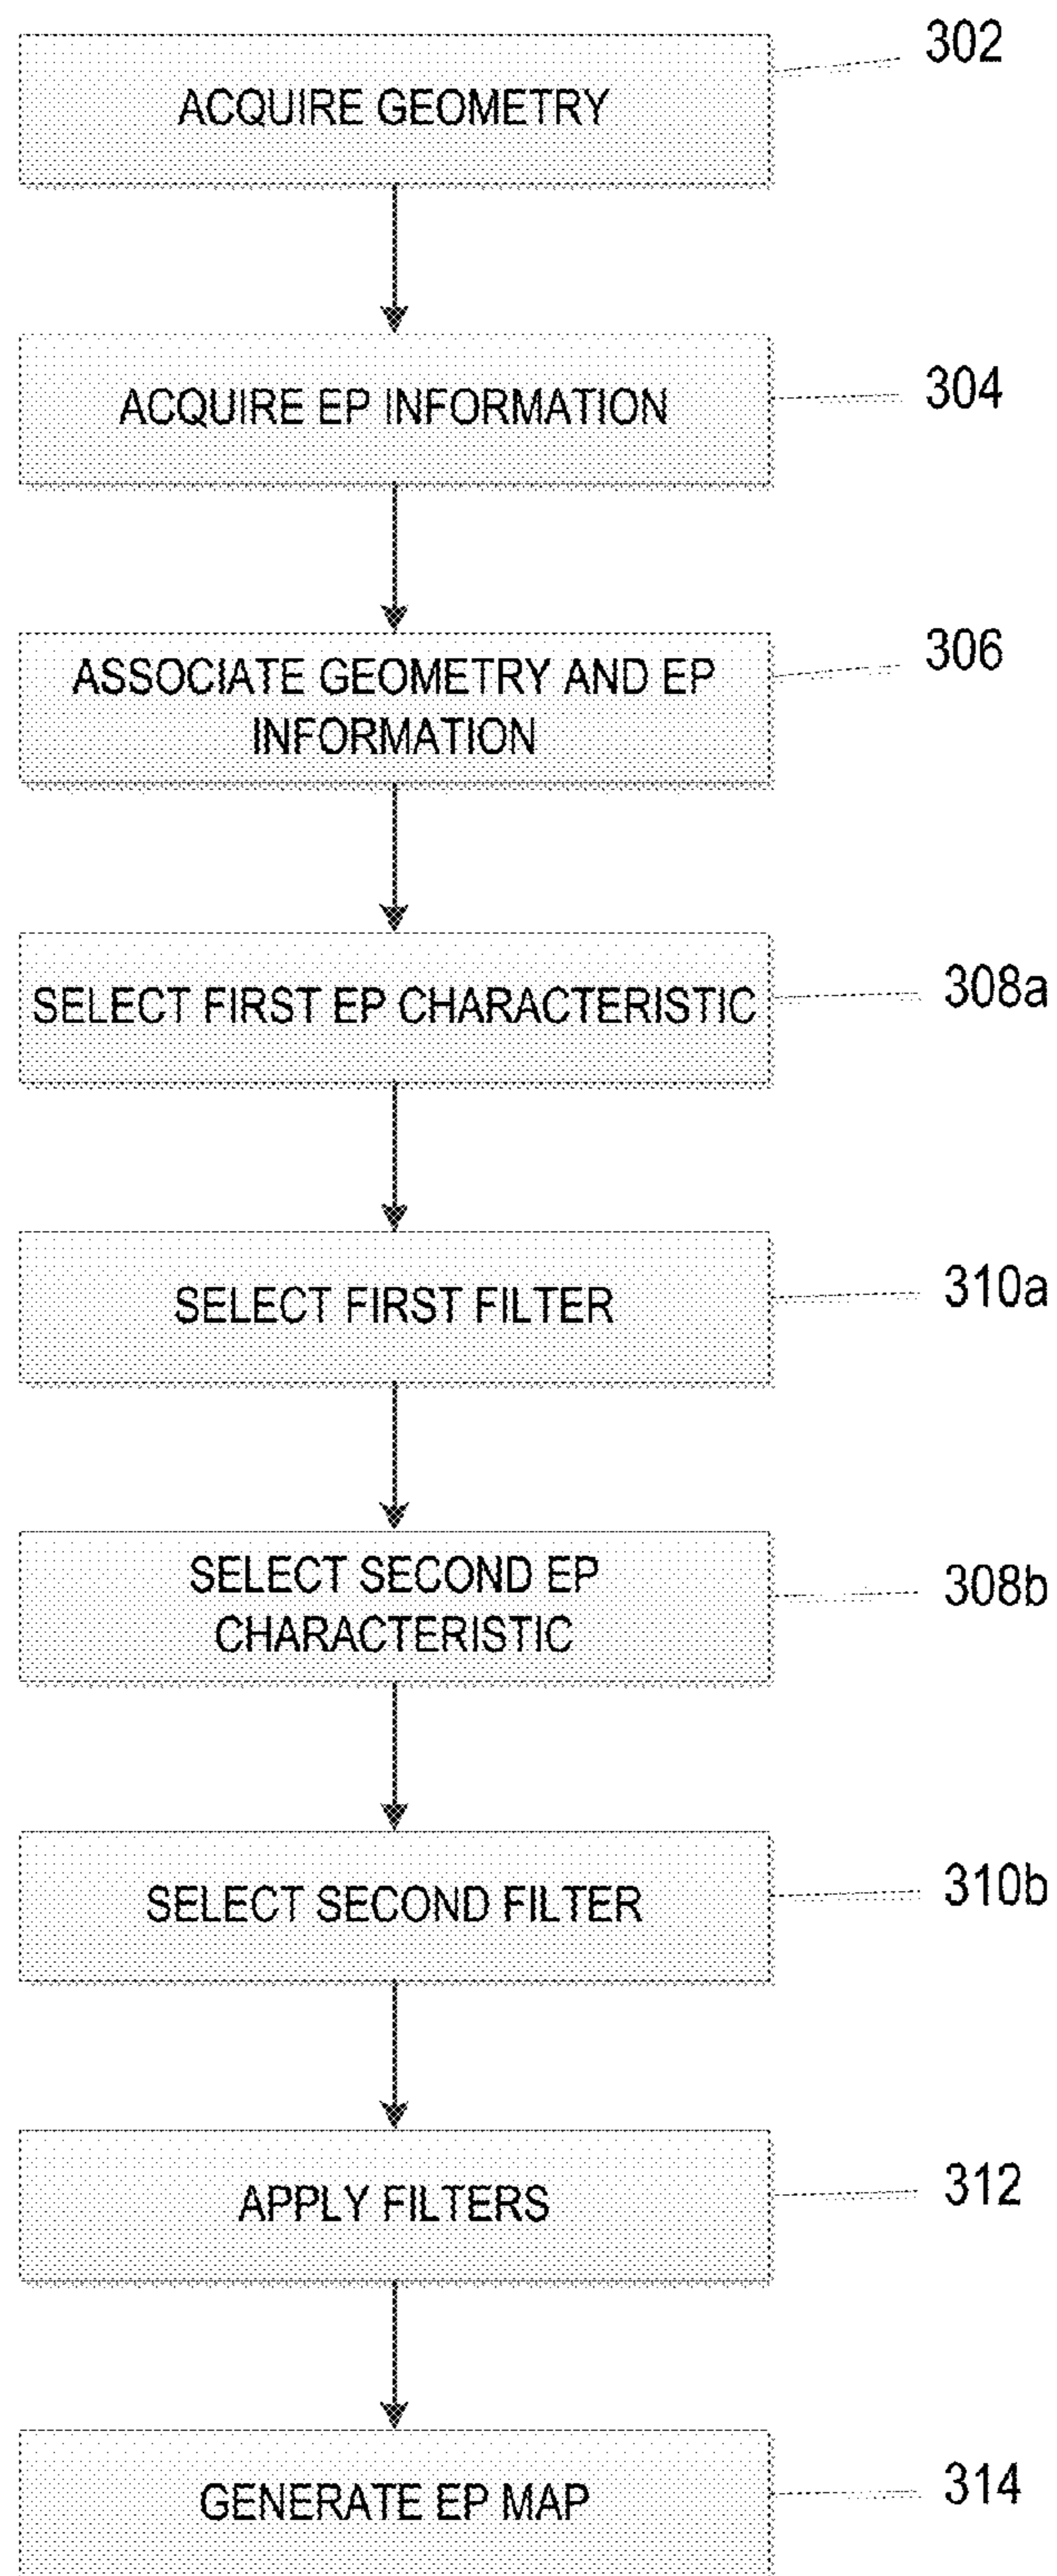 302
ACQUIRE GEOMETRY
304
ACQUIRE EP INFORMATION
306
ASSOCIATE GEOMETRY AND EP
INFORMATION
308a
SELECT FIRST EP CHARACTERISTIC
310a
SELECT FIRST FILTER
308b
SELECT SECOND EP
CHARACTERISTIC
310b
SELECT SECOND FILTER
312
APPLY FILTERS
314
GENERATE EP MAP